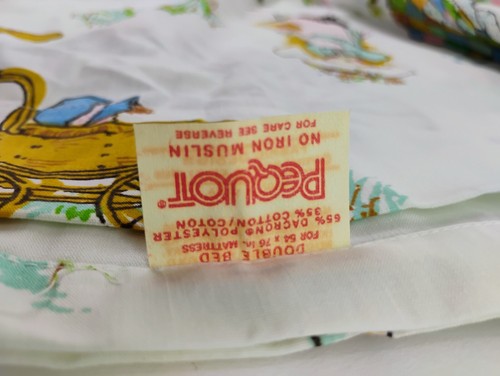 DOUBLE BED
FOR 54 x 76 in. MATTRESS
65% DACRON® POLYESTER
35% COTTON/COTON
PEQUOT®
NO IRON MUSLIN
FOR CARE SEE REVERSE